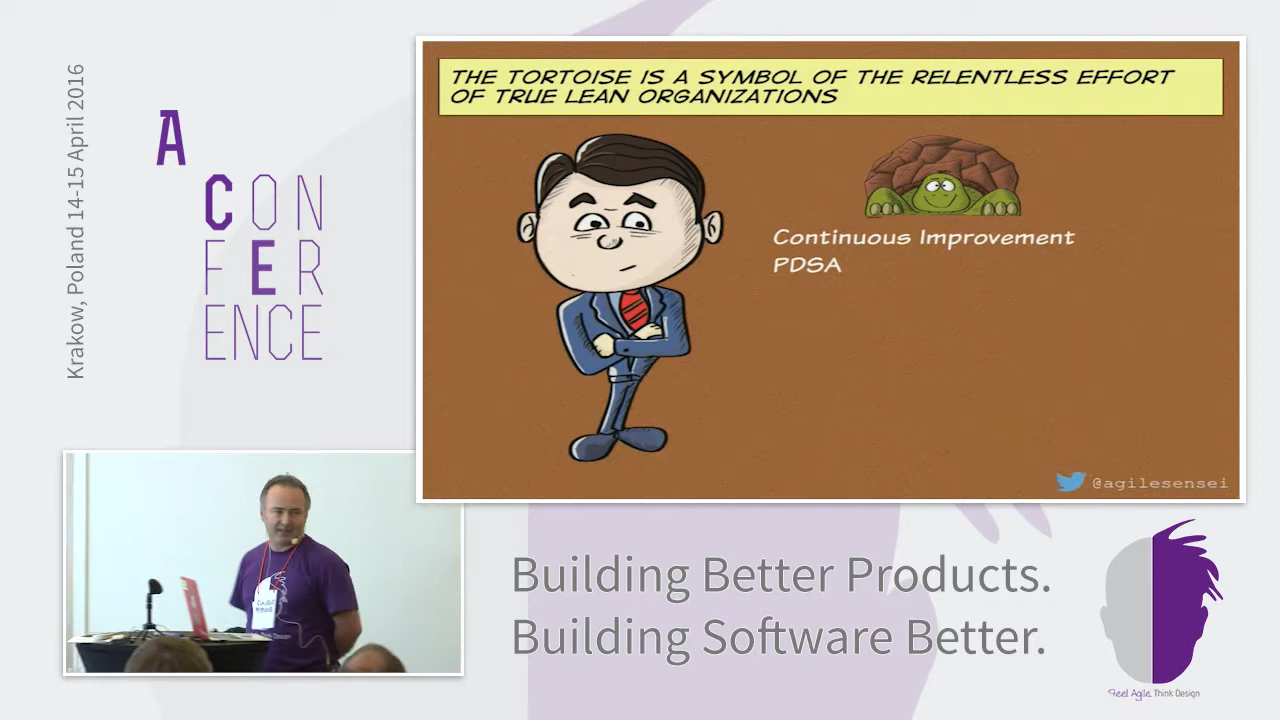 Krakow, Poland 14-15 April 2016
A
CON
FER
ENCE
THE TORTOISE IS A SYMBOL OF THE RELENTLESS EFFORT
OF TRUE LEAN ORGANIZATIONS
Continuous Improvement
PDSA
@agilesensei
Building Better Products.
Building Software Better.
Feel Agile. Think Design